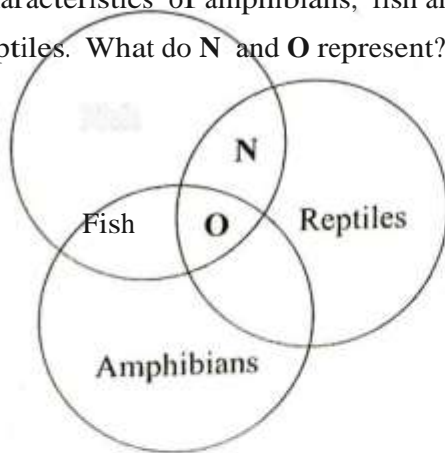 aracteristics of amphibians, fish a
ptiles. What do N and O represent?
N
Fish
O
Reptiles
Amphibians